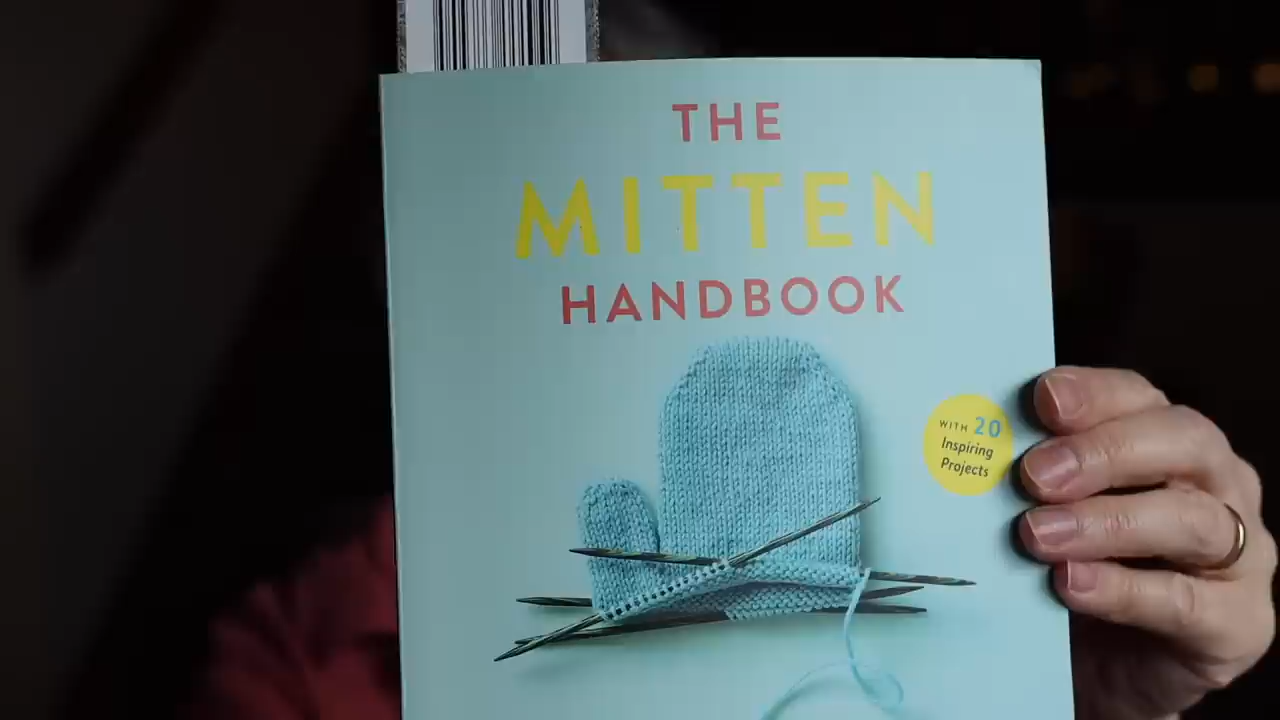 THE
MITTEN
HANDBOOK
WITH 20
Inspiring
Projects